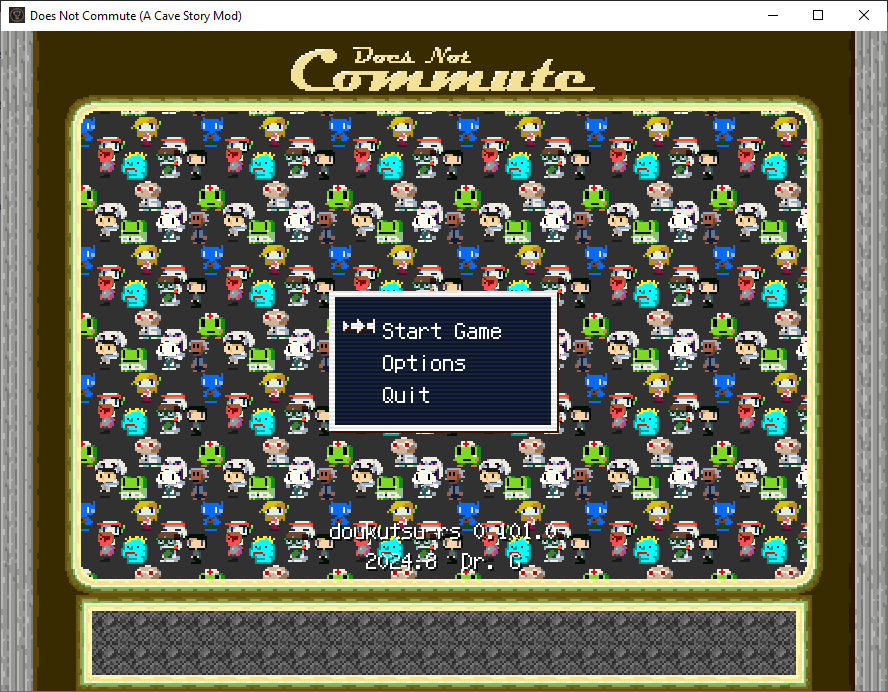 Does Not Commute (A Cave Story Mod)
Does Not
Commute
Start Game
Options
Quit
doukutsu-rs 0.101.0
2024.8 Dr. G